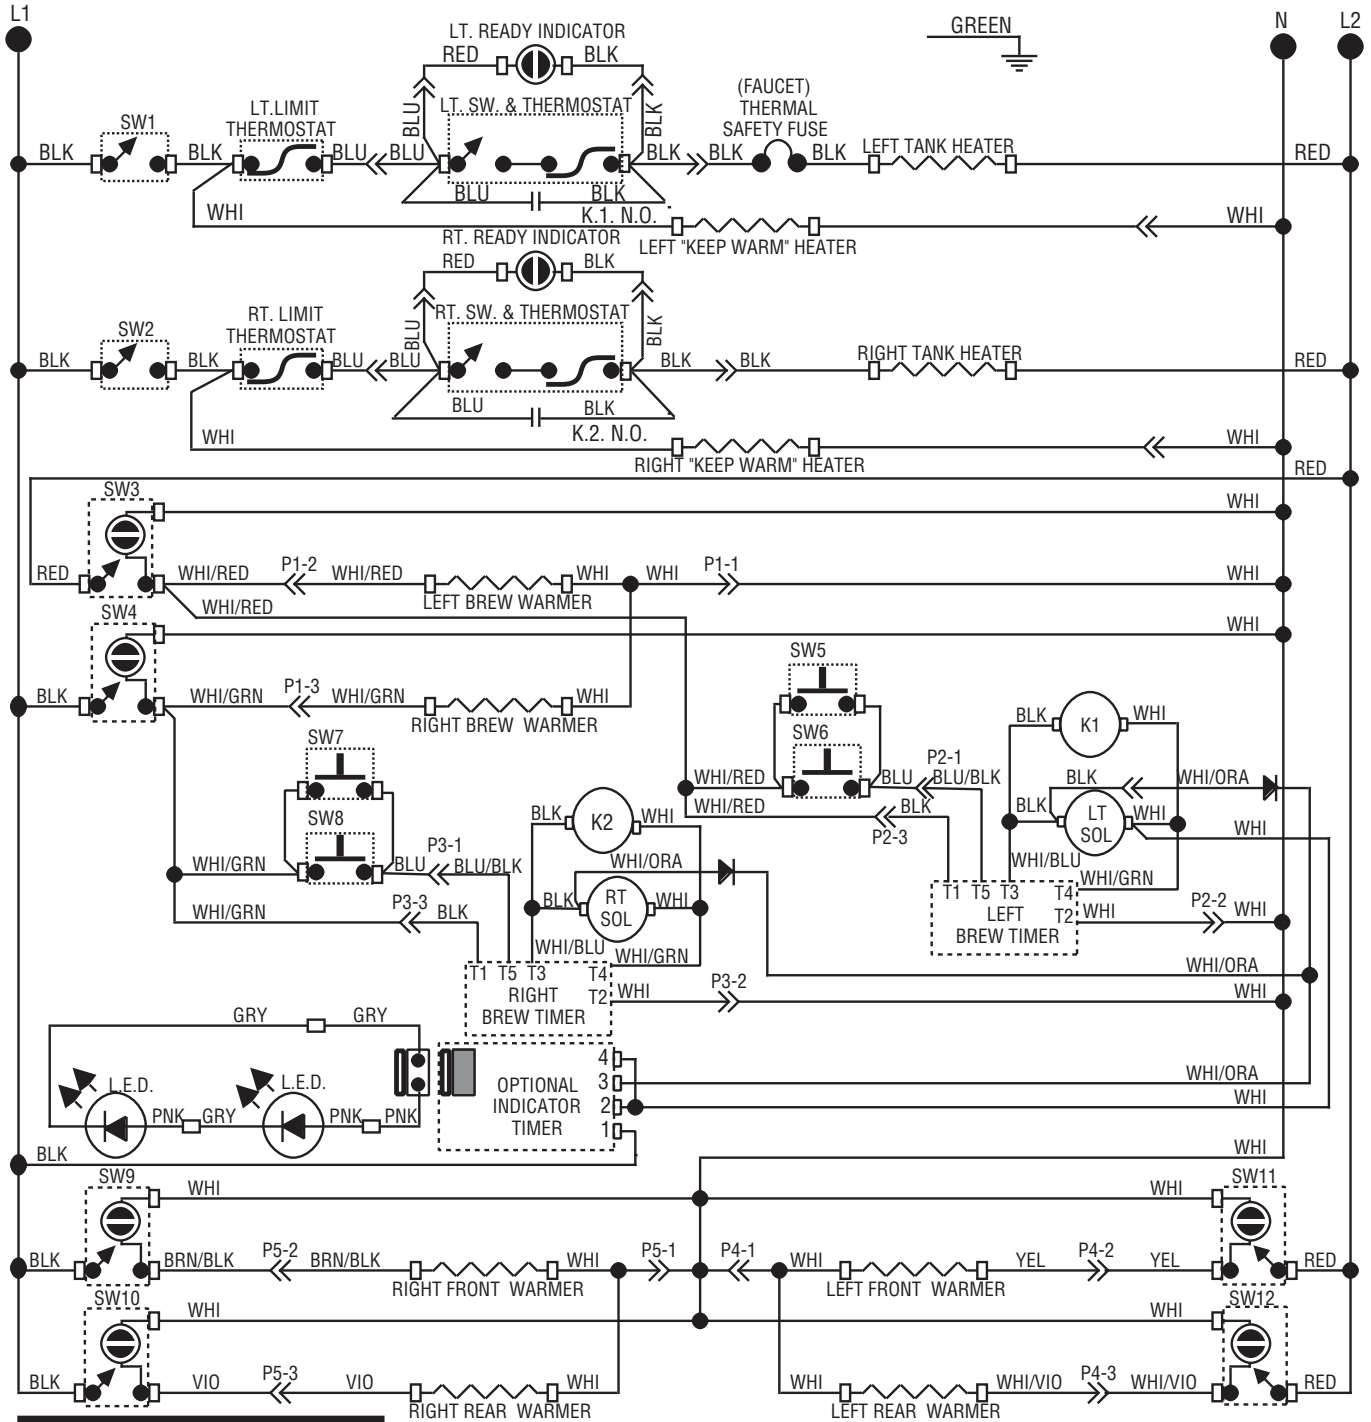 L1
GREEN
N
L2
LT. READY INDICATOR
RED
BLK
(FAUCET)
THERMAL
SAFETY FUSE
SW1
LT.LIMIT
THERMOSTAT
BLU
LT. SW. & THERMOSTAT
BLK
BLK
BLK
BLU
BLU
BLK
BLK
BLK
LEFT TANK HEATER
RED
BLU
BLK
K.1. N.O.
WHI
LEFT "KEEP WARM" HEATER
WHI
RT. READY INDICATOR
RED
BLK
SW2
RT. LIMIT
THERMOSTAT
BLU
RT. SW. & THERMOSTAT
BLK
BLK
BLK
BLU
BLU
BLK
BLK
RIGHT TANK HEATER
RED
BLU
BLK
K.2. N.O.
WHI
RIGHT "KEEP WARM" HEATER
WHI
RED
SW3
WHI
RED
WHI/RED
P1-2
WHI/RED
LEFT BREW WARMER
WHI
WHI
P1-1
WHI
WHI/RED
SW4
WHI
BLK
WHI/GRN
P1-3
WHI/GRN
RIGHT BREW WARMER
WHI
SW5
SW6
WHI/RED
BLU
P2-1
BLU/BLK
WHI/RED
P2-3
BLK
BLK
K1
WHI
BLK
WHI/ORA
BLK
LT
SOL
WHI
WHI
WHI/BLU
WHI/GRN
T1 T5 T3 T4
LEFT
BREW TIMER
T2
WHI
P2-2
WHI
SW7
SW8
WHI/GRN
BLU
P3-1
BLU/BLK
WHI/GRN
P3-3
BLK
BLK
K2
WHI
WHI/ORA
BLK
RT
SOL
WHI
WHI/BLU
WHI/GRN
T1 T5 T3 T4
RIGHT
BREW TIMER
T2
WHI
P3-2
WHI/ORA
WHI
GRY
GRY
L.E.D.
L.E.D.
PNK
GRY
PNK
PNK
OPTIONAL
INDICATOR
TIMER
4
3
2
1
WHI/ORA
WHI
BLK
WHI
SW9
WHI
WHI
SW11
BLK
BRN/BLK
P5-2
BRN/BLK
RIGHT FRONT WARMER
WHI
P5-1
P4-1
WHI
LEFT FRONT WARMER
YEL
P4-2
YEL
RED
SW10
WHI
WHI
SW12
BLK
VIO
P5-3
VIO
RIGHT REAR WARMER
WHI
WHI
LEFT REAR WARMER
WHI/VIO
P4-3
WHI/VIO
RED